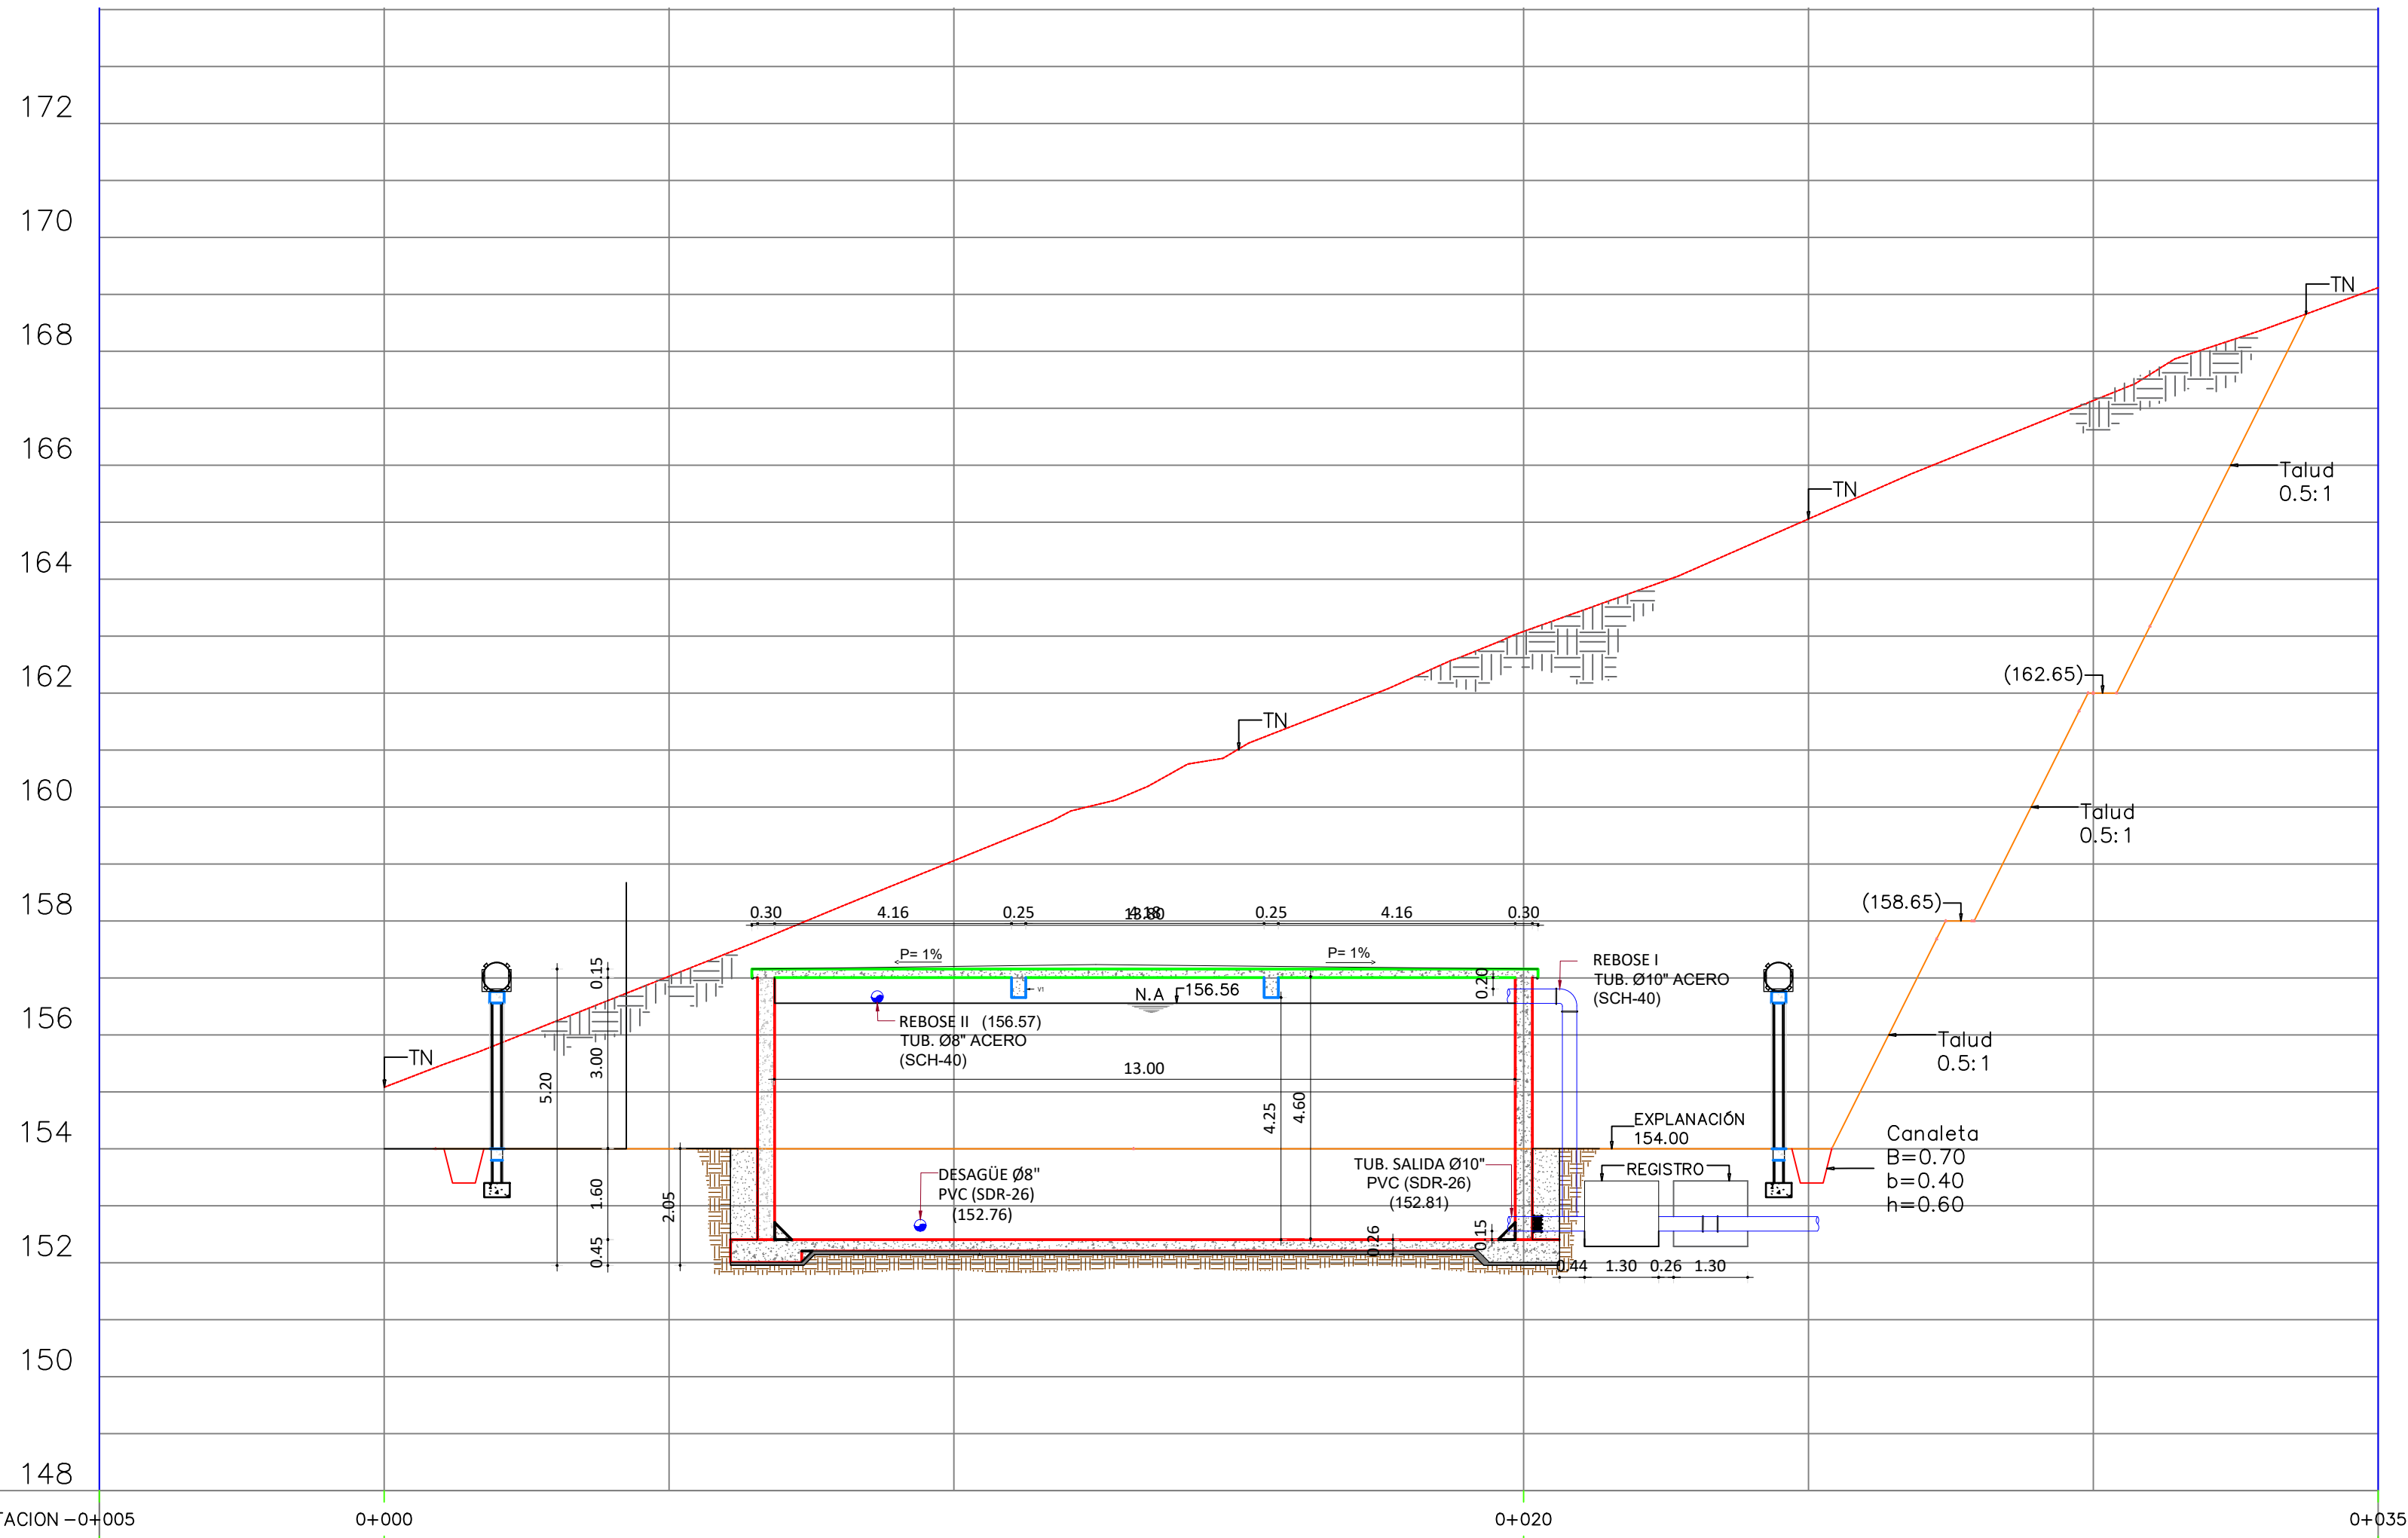 172
170
168
166
164
162
160
158
156
154
152
150
148
TN
Talud
0.5:1
TN
(162.65)
TN
Talud
0.5:1
(158.65)
0.30
4.16
0.25
4.18
13.80
0.25
4.16
0.30
P= 1%
P= 1%
0.15
3.00
5.20
1.60
0.45
2.05
TN
V1
N.A
156.56
0.20
REBOSE I
TUB. Ø10" ACERO
(SCH-40)
REBOSE II (156.57)
TUB. Ø8" ACERO
(SCH-40)
13.00
4.25
4.60
Talud
0.5:1
EXPLANACIÓN
154.00
Canaleta
B=0.70
b=0.40
h=0.60
DESAGÜE Ø8"
PVC (SDR-26)
(152.76)
TUB. SALIDA Ø10"
PVC (SDR-26)
(152.81)
REGISTRO
0.26
0.15
0.44
1.30
0.26
1.30
TACION -0+005
0+000
0+020
0+035